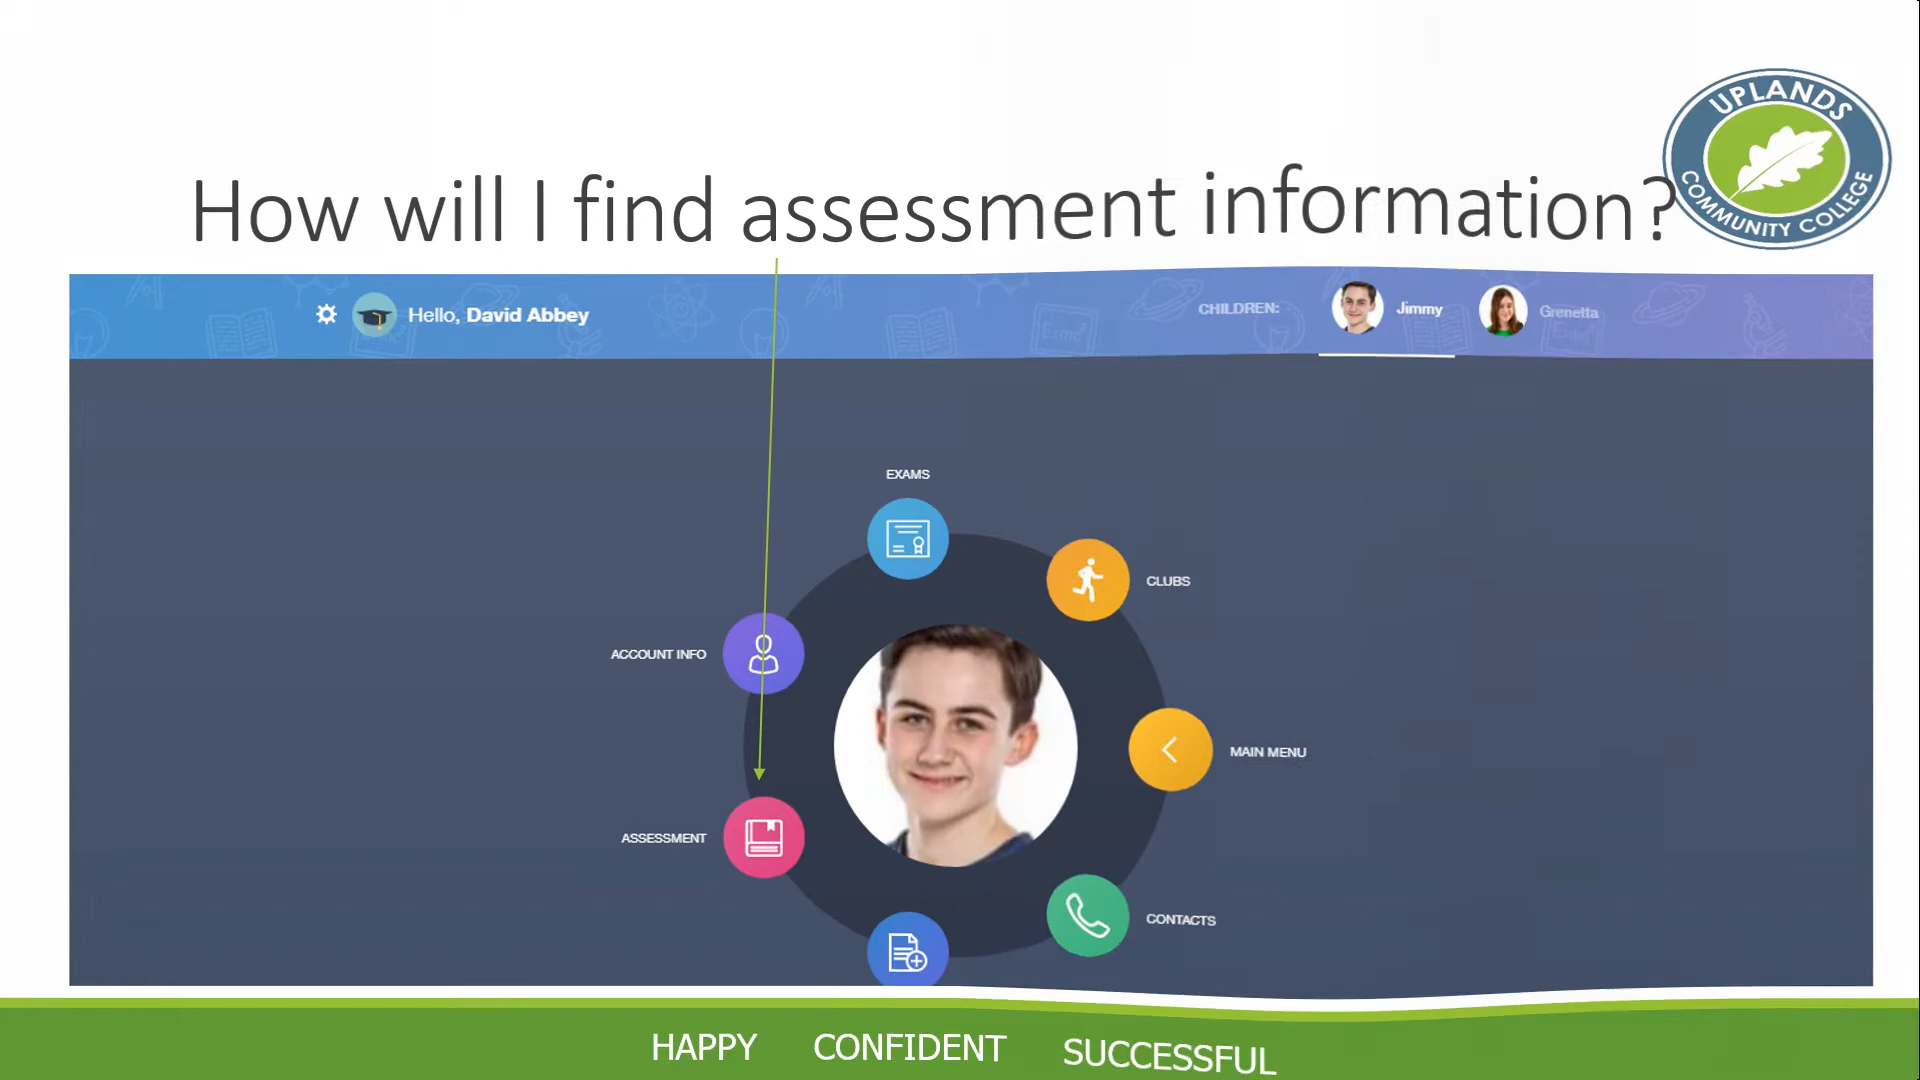 UPLANDS
COMMUNITY COLLEGE
How will I find assessment information?
Hello, David Abbey
CHILDREN:
Jimmy
Grenetta
EXAMS
CLUBS
ACCOUNT INFO
MAIN MENU
ASSESSMENT
CONTACTS
HAPPY CONFIDENT SUCCESSFUL